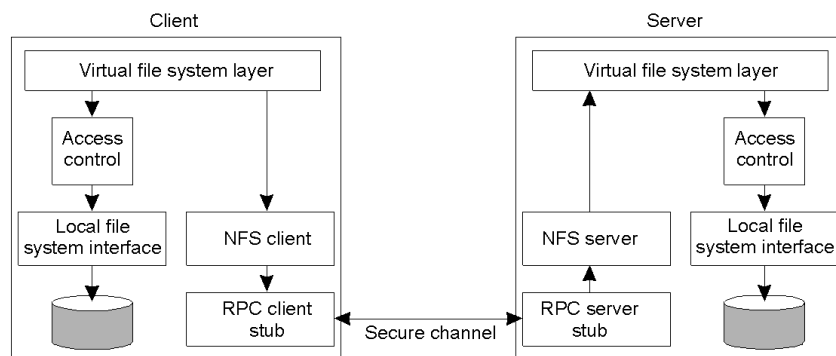 Client
Server
Virtual file system layer
Virtual file system layer
Access
control
Access
control
Local file
system interface
NFS client
NFS server
Local file
system interface
RPC client
stub
Secure channel
RPC server
stub